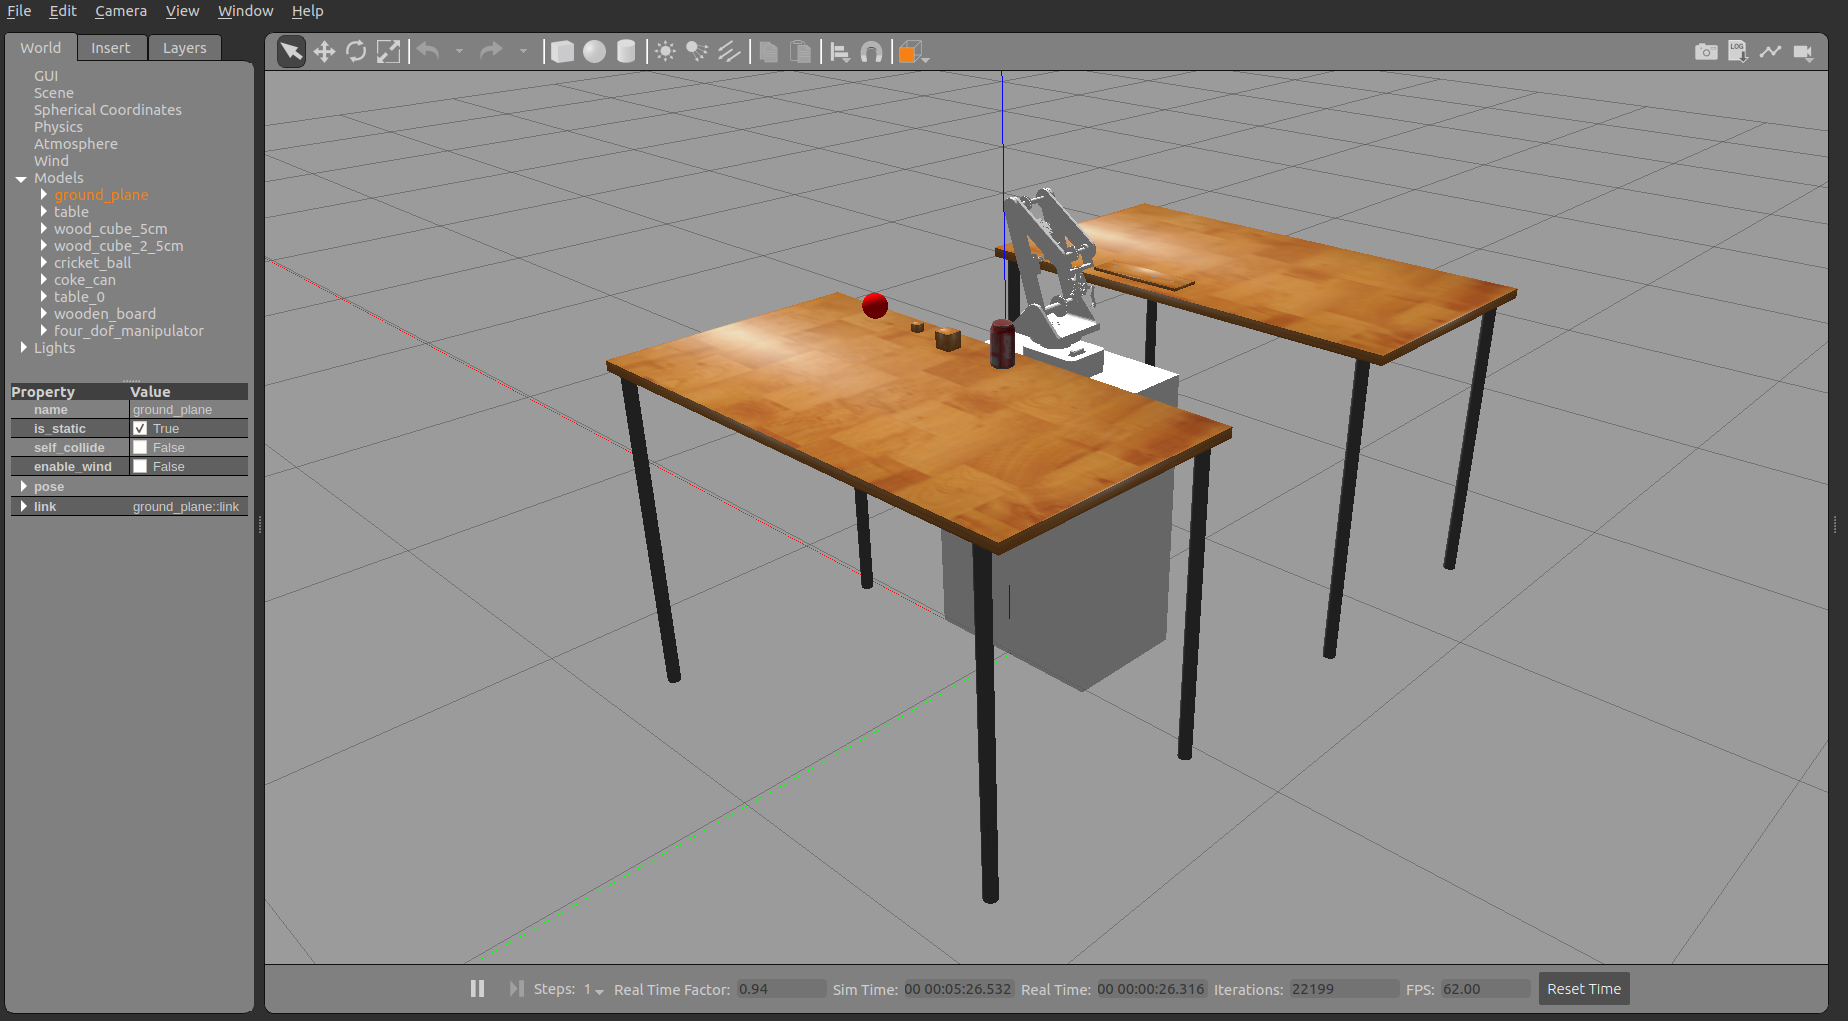 File Edit Camera View Window Help
World Insert Layers
LOG
GUI
Scene
Spherical Coordinates
Physics
Atmosphere
Wind
Models
ground_plane
table
wood_cube_5cm
wood_cube_2_5cm
cricket_ball
coke_can
table_0
wooden_board
four_dof_manipulator
Lights
Property Value
name ground_plane
is_static True
self_collide False
enable_wind False
pose
link ground_plane::link
Steps: 1 Real Time Factor: 0.94 Sim Time: 00 00:05:26.532 Real Time: 00 00:00:26.316 Iterations: 22199 FPS: 62.00 Reset Time